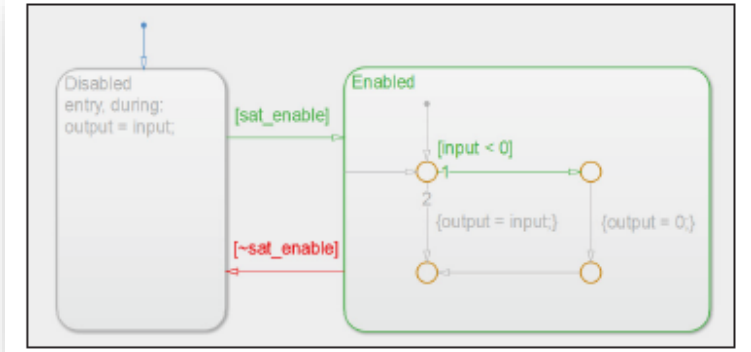 Disabled
entry, during:
output = input;
[sat_enable]
[~sat_enable]
Enabled
[input < 0]
1
2
{output = input;}
{output = 0;}